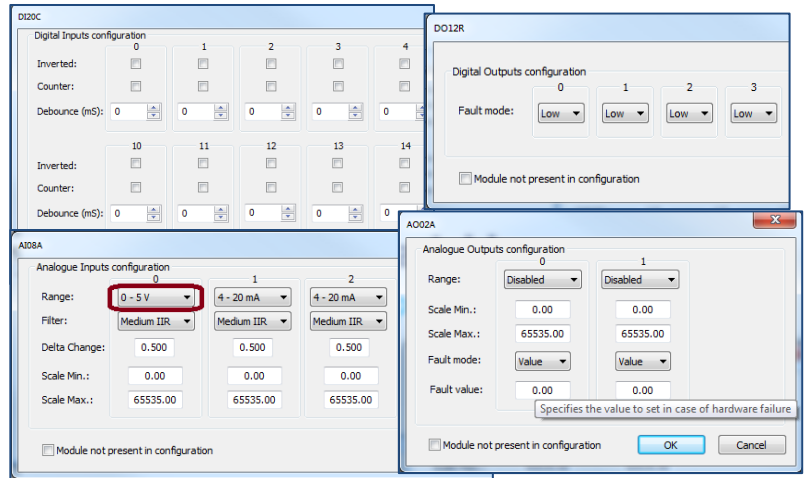 DI20C
Digital Inputs configuration
0 1 2 3 4
Inverted:
Counter:
Debounce (mS): 0 0 0 0 0
10 11 12 13 14
Inverted:
Counter:
Debounce (mS): 0 0 0 0 0
DO12R
Digital Outputs configuration
0 1 2 3
Fault mode: Low Low Low Low
Module not present in configuration
AI08A
Analogue Inputs configuration
0 1 2
Range: 0 - 5 V 4 - 20 mA 4 - 20 mA
Filter: Medium IIR Medium IIR Medium IIR
Delta Change: 0.500 0.500 0.500
Scale Min.: 0.00 0.00 0.00
Scale Max.: 65535.00 65535.00 65535.00
Module not present in configuration
AO02A
Analogue Outputs configuration
0 1
Range: Disabled Disabled
Scale Min.: 0.00 0.00
Scale Max.: 65535.00 65535.00
Fault mode: Value Value
Fault value: 0.00 0.00
Specifies the value to set in case of hardware failure
Module not present in configuration OK Cancel